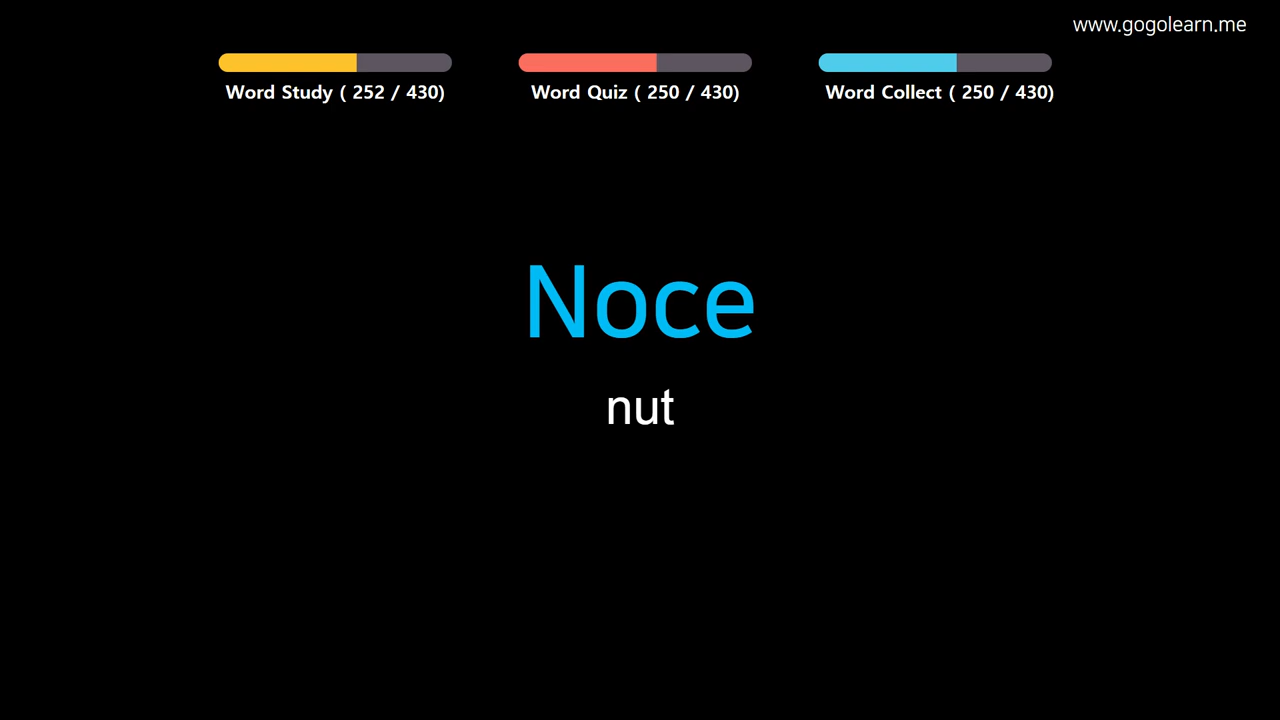 www.gogolearn.me
Word Study ( 252 / 430)
Word Quiz ( 250 / 430)
Word Collect ( 250 / 430)
Noce
nut